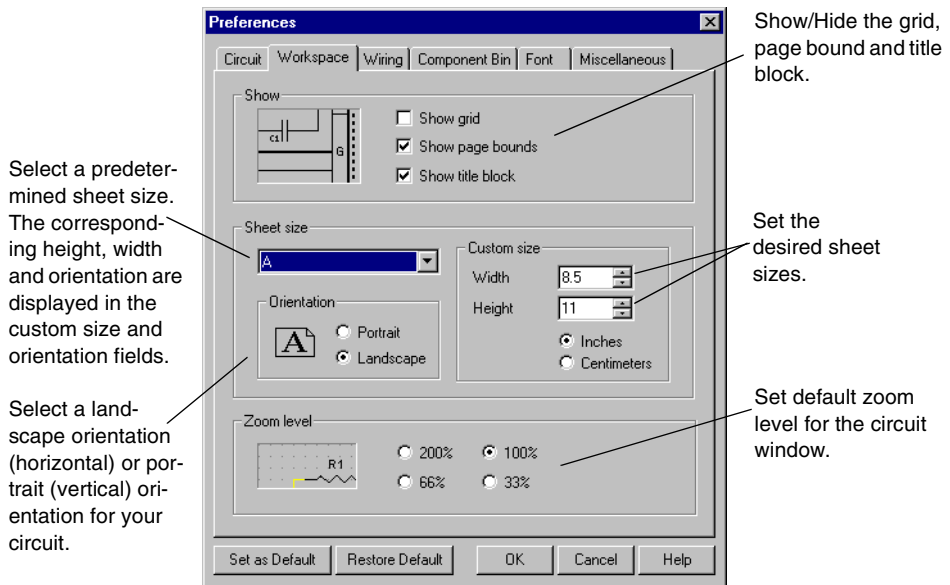 Preferences
Circuit
Workspace
Wiring
Component Bin
Font
Miscellaneous
Show
C1
G
Show grid
Show page bounds
Show title block
Sheet size
A
Orientation
A
Portrait
Landscape
Custom size
Width
8.5
Height
11
Inches
Centimeters
Zoom level
R1
200%
100%
66%
33%
Set as Default
Restore Default
OK
Cancel
Help
Select a predeter-
mined sheet size.
The correspond-
ing height, width
and orientation are
displayed in the
custom size and
orientation fields.
Select a land-
scape orientation
(horizontal) or por-
trait (vertical) ori-
entation for your
circuit.
Show/Hide the grid,
page bound and title
block.
Set the
desired sheet
sizes.
Set default zoom
level for the circuit
window.